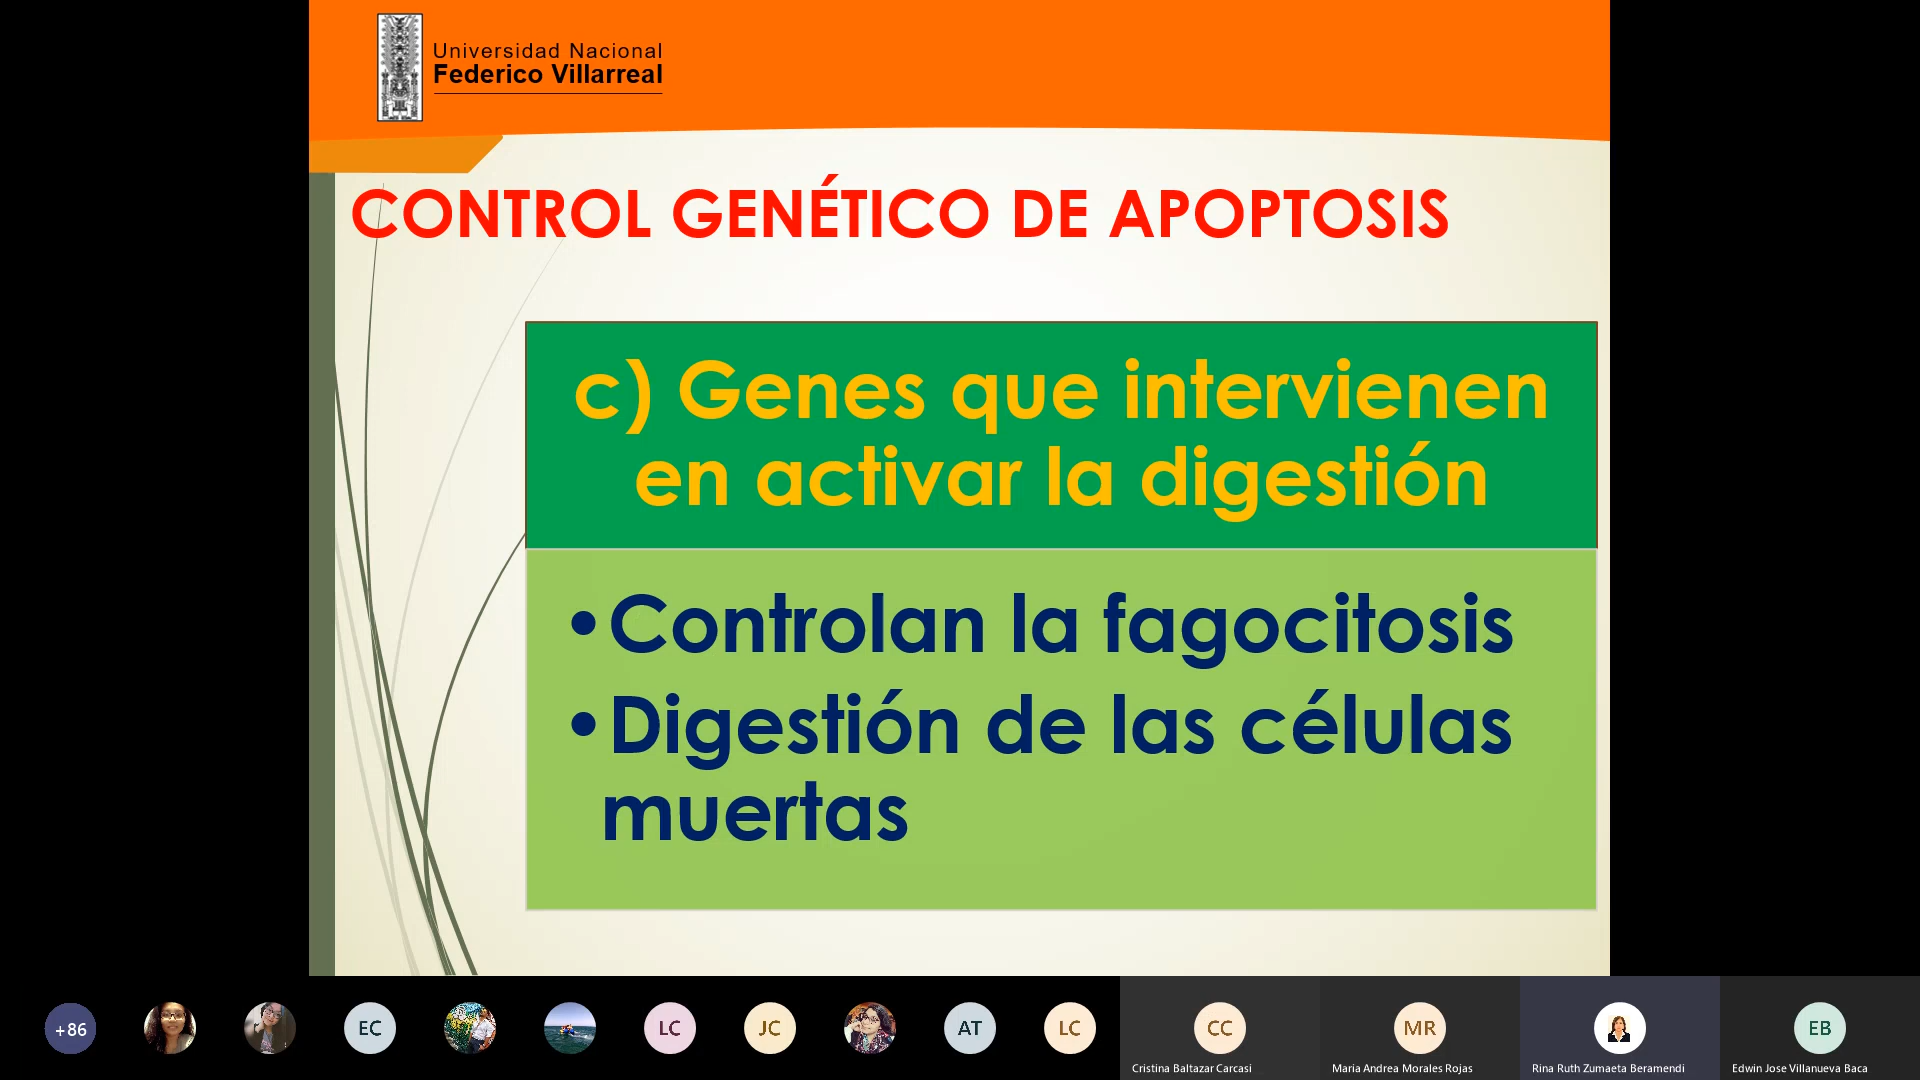 Universidad Nacional
Federico Villarreal
CONTROL GENÉTICO DE APOPTOSIS
c) Genes que intervienen
en activar la digestión
•Controlan la fagocitosis
•Digestión de las células
muertas
+86
EC
LC
JC
AT
LC
CC
MR
EB
Cristina Baltazar Carcasi
Maria Andrea Morales Rojas
Rina Ruth Zumaeta Beramendi
Edwin Jose Villanueva Baca